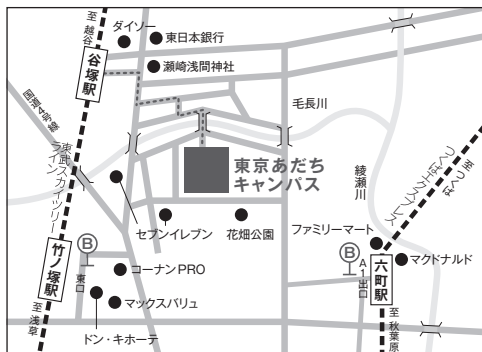 至 越谷
ダイソー
東日本銀行
瀬崎浅間神社
谷塚駅
国道4号線
東武スカイツリー
ライン
毛長川
綾瀬川
至つくば
つくばエクスプレス
東京あだち
キャンパス
セブンイレブン
花畑公園
ファミリーマート
マクドナルド
B
東口
竹ノ塚駅
至 浅草
コーナンPRO
マックスバリュ
ドン・キホーテ
B
A1出口
六町駅
至 秋葉原